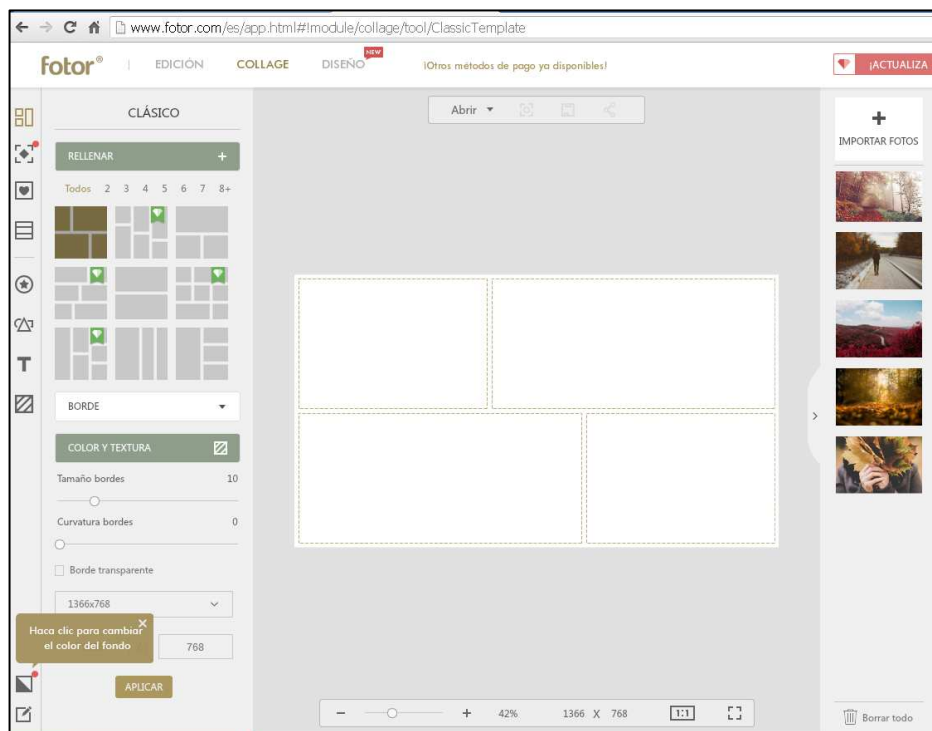 www.fotor.com/es/app.html#!module/collage/tool/ClassicTemplate
fotor®
EDICIÓN
COLLAGE
DISEÑO
NEW
¡Otros métodos de pago ya disponibles!
¡ACTUALIZA
CLÁSICO
RELLENAR +
Todos 2 3 4 5 6 7 8+
BORDE
COLOR Y TEXTURA
Tamaño bordes 10
Curvatura bordes 0
Borde transparente
1366x768
Haca clic para cambiar
el color del fondo
768
APLICAR
T
Abrir
− + 42% 1366 X 768 1:1
+
IMPORTAR FOTOS
Borrar todo